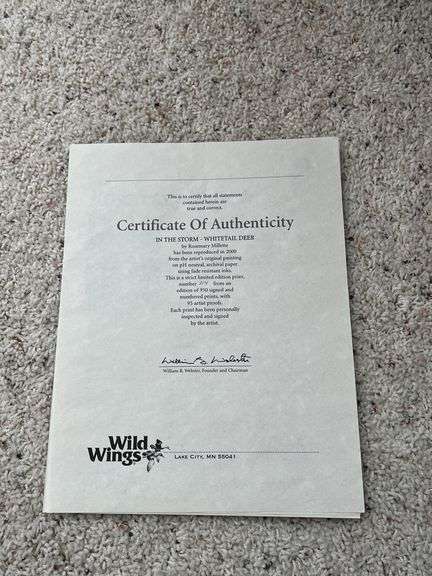 This is to certify that all statements
contained herein are
true and correct.
Certificate Of Authenticity
IN THE STORM - WHITETAIL DEER
by Rosemary Millette
has been reproduced in 2000
from the artist's original painting
on pH neutral, archival paper
using fade resistant inks.
This is a strict limited edition print,
number from an
edition of 950 signed and
numbered prints, with
95 artist proofs.
Each print has been personally
inspected and signed
by the artist.
William B. Webster, Founder and Chairman
Wild
Wings
LAKE CITY, MN 55041